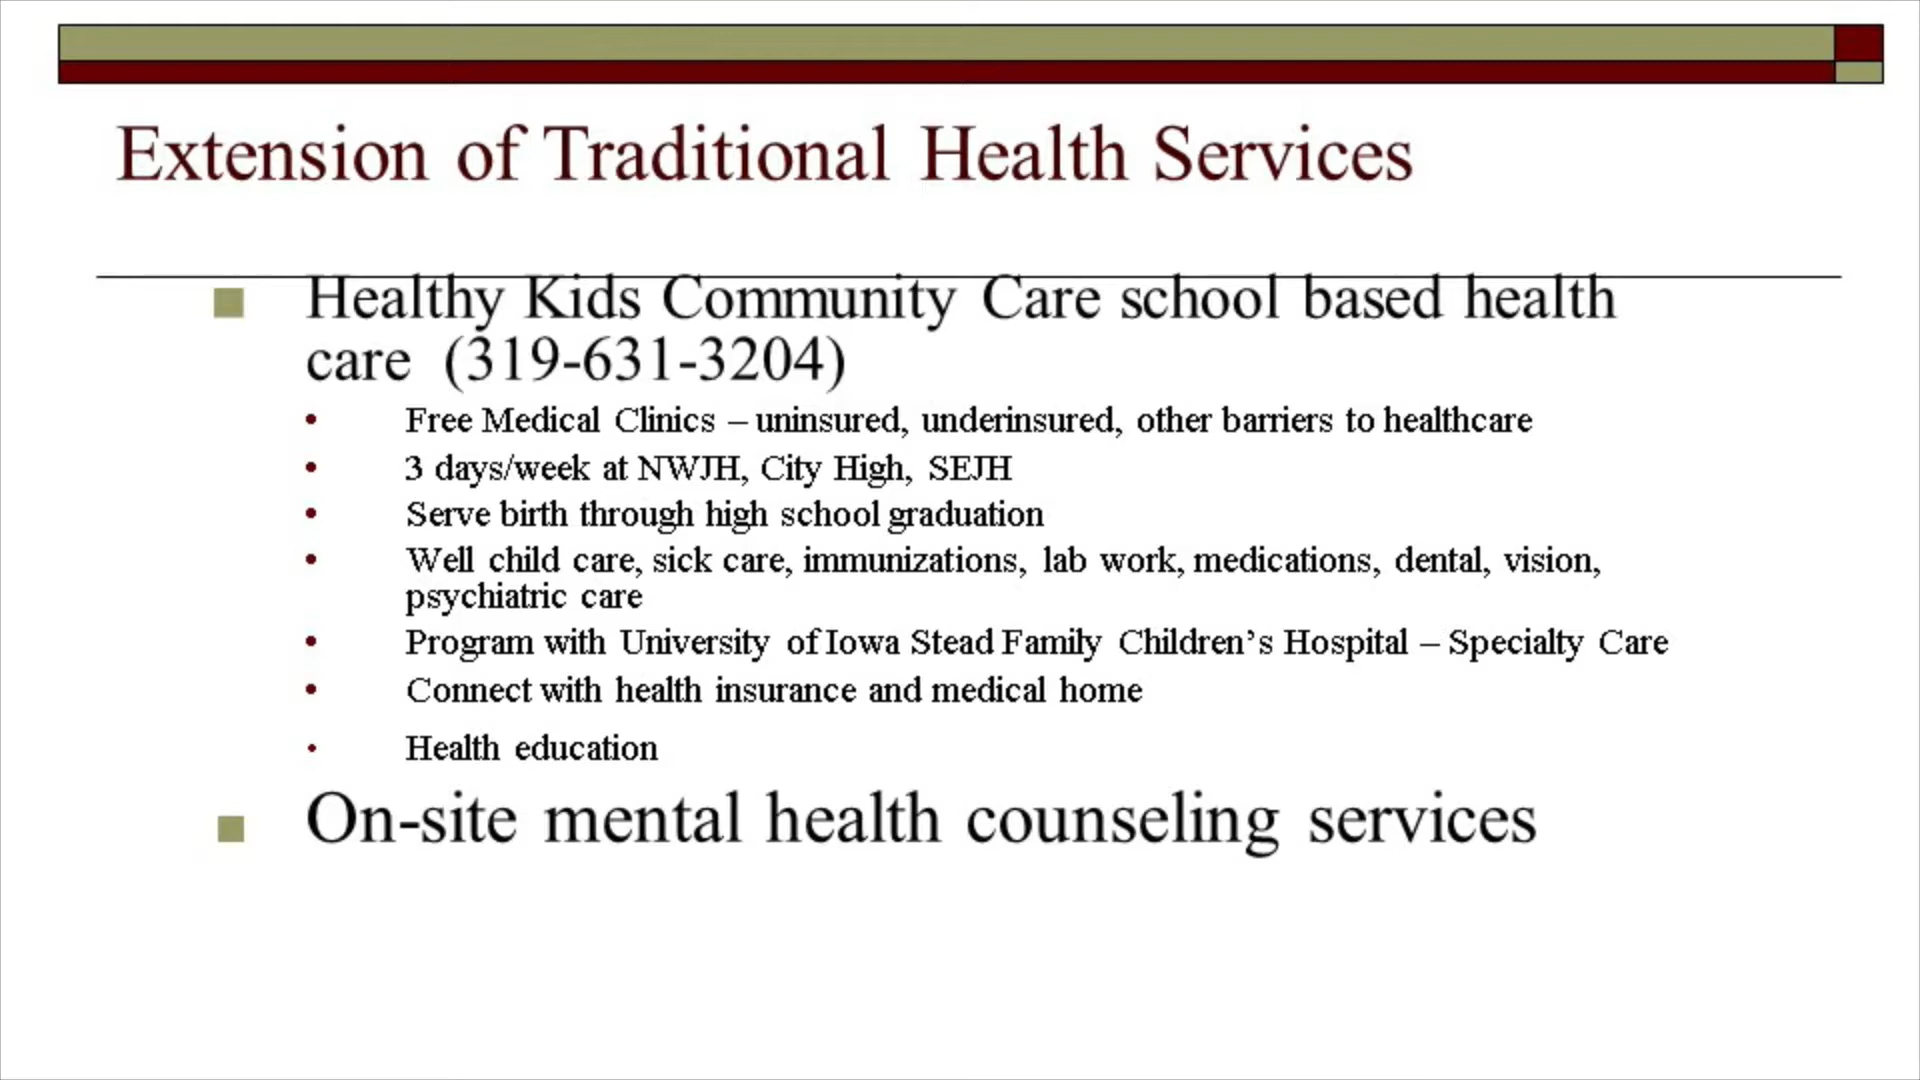 Extension of Traditional Health Services
Healthy Kids Community Care school based health
care (319-631-3204)
Free Medical Clinics – uninsured, underinsured, other barriers to healthcare
3 days/week at NWJH, City High, SEJH
Serve birth through high school graduation
Well child care, sick care, immunizations, lab work, medications, dental, vision,
psychiatric care
Program with University of Iowa Stead Family Children’s Hospital – Specialty Care
Connect with health insurance and medical home
Health education
On-site mental health counseling services